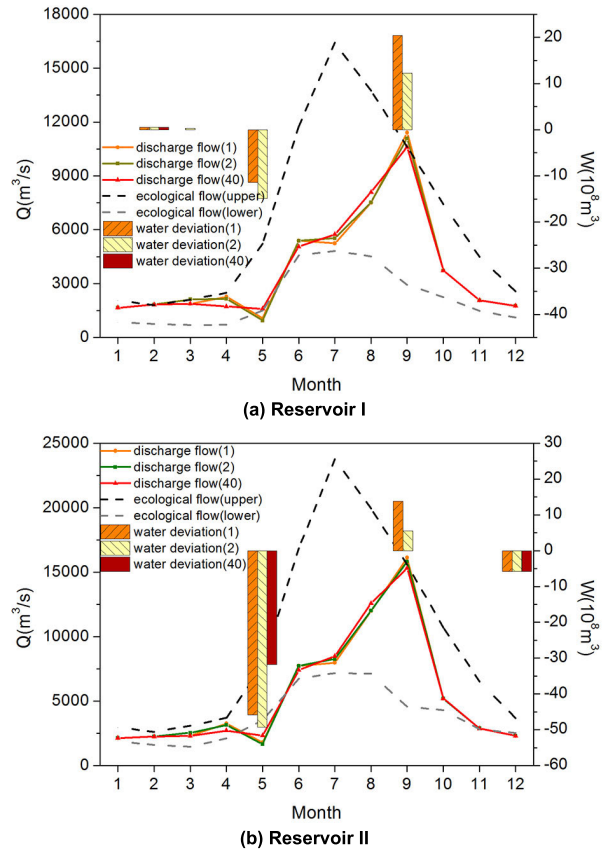 18000
15000
12000
9000
6000
3000
0
Q(m³/s)
discharge flow(1)
discharge flow(2)
discharge flow(40)
ecological flow(upper)
ecological flow(lower)
water deviation(1)
water deviation(2)
water deviation(40)
20
10
0
-10
-20
-30
-40
W(10⁸m³)
1 2 3 4 5 6 7 8 9 10 11 12
Month
(a) Reservoir I
25000
20000
15000
10000
5000
0
Q(m³/s)
discharge flow(1)
discharge flow(2)
discharge flow(40)
ecological flow(upper)
ecological flow(lower)
water deviation(1)
water deviation(2)
water deviation(40)
30
20
10
0
-10
-20
-30
-40
-50
-60
W(10⁸m³)
1 2 3 4 5 6 7 8 9 10 11 12
Month
(b) Reservoir II